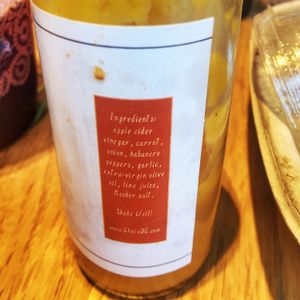 Ingredients:
apple cider
vinegar, carrot,
onion, habanero
peppers, garlic,
extra-virgin olive
oil, lime juice,
Kosher salt.
Shake Well!